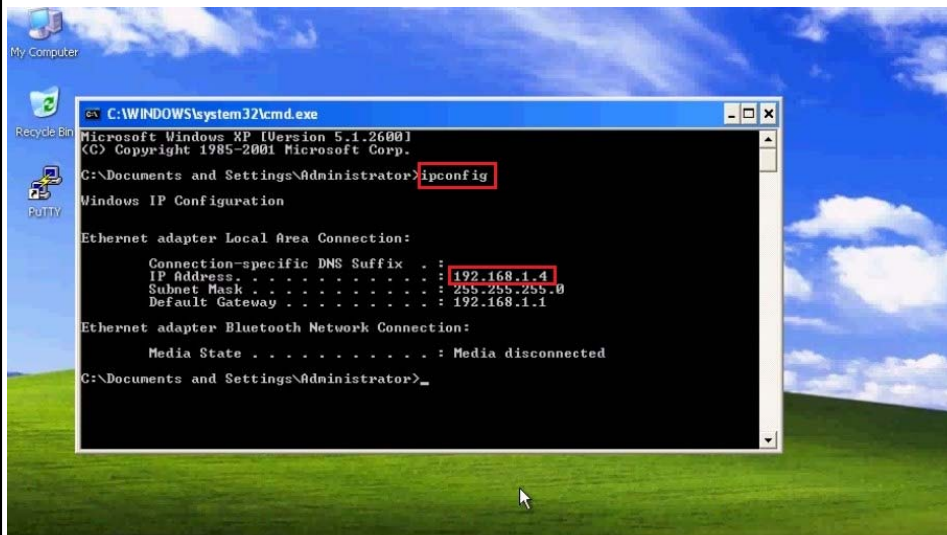 My Computer
Recycle Bin
PuTTY
C:\WINDOWS\system32\cmd.exe
Microsoft Windows XP [Version 5.1.2600]
(C) Copyright 1985-2001 Microsoft Corp.
C:\Documents and Settings\Administrator>ipconfig
Windows IP Configuration
Ethernet adapter Local Area Connection:
Connection-specific DNS Suffix  . :
IP Address. . . . . . . . . . . . : 192.168.1.4
Subnet Mask . . . . . . . . . . . : 255.255.255.0
Default Gateway . . . . . . . . . : 192.168.1.1
Ethernet adapter Bluetooth Network Connection:
Media State . . . . . . . . . . . : Media disconnected
C:\Documents and Settings\Administrator>_